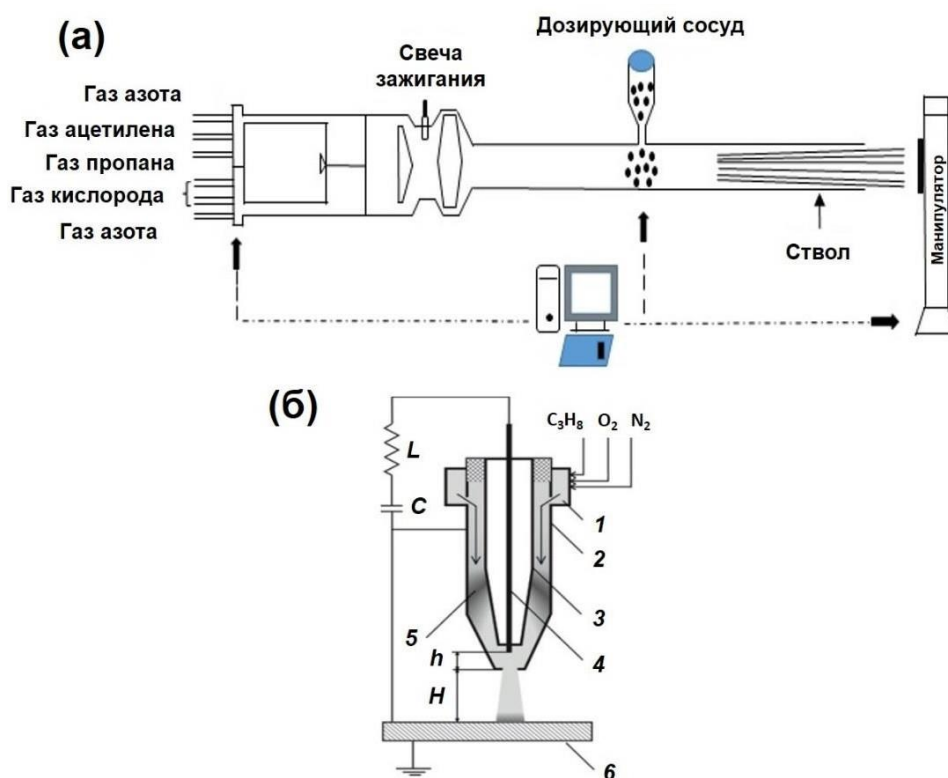 (а)
Дозирующий сосуд
Свеча
зажигания
Газ азота
Газ ацетилена
Газ пропана
Газ кислорода
Газ азота
Ствол
Манипулятор
(б)
C₃H₈ O₂ N₂
L
C
1
2
3
5
4
h
H
6